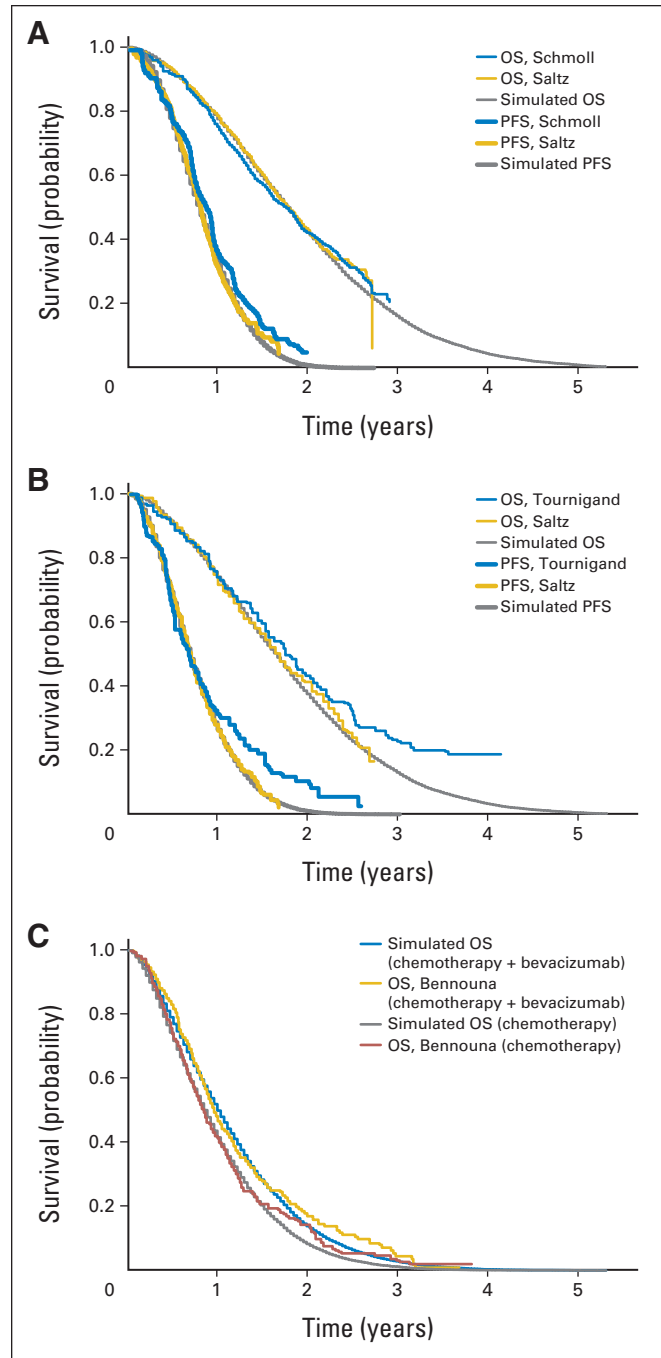 A
1.0
0.8
0.6
0.4
0.2
0
1
2
3
4
5
Survival (probability)
Time (years)
OS, Schmoll
OS, Saltz
Simulated OS
PFS, Schmoll
PFS, Saltz
Simulated PFS
B
1.0
0.8
0.6
0.4
0.2
0
1
2
3
4
5
Survival (probability)
Time (years)
OS, Tournigand
OS, Saltz
Simulated OS
PFS, Tournigand
PFS, Saltz
Simulated PFS
C
1.0
0.8
0.6
0.4
0.2
0
1
2
3
4
5
Survival (probability)
Time (years)
Simulated OS
(chemotherapy + bevacizumab)
OS, Bennouna
(chemotherapy + bevacizumab)
Simulated OS (chemotherapy)
OS, Bennouna (chemotherapy)